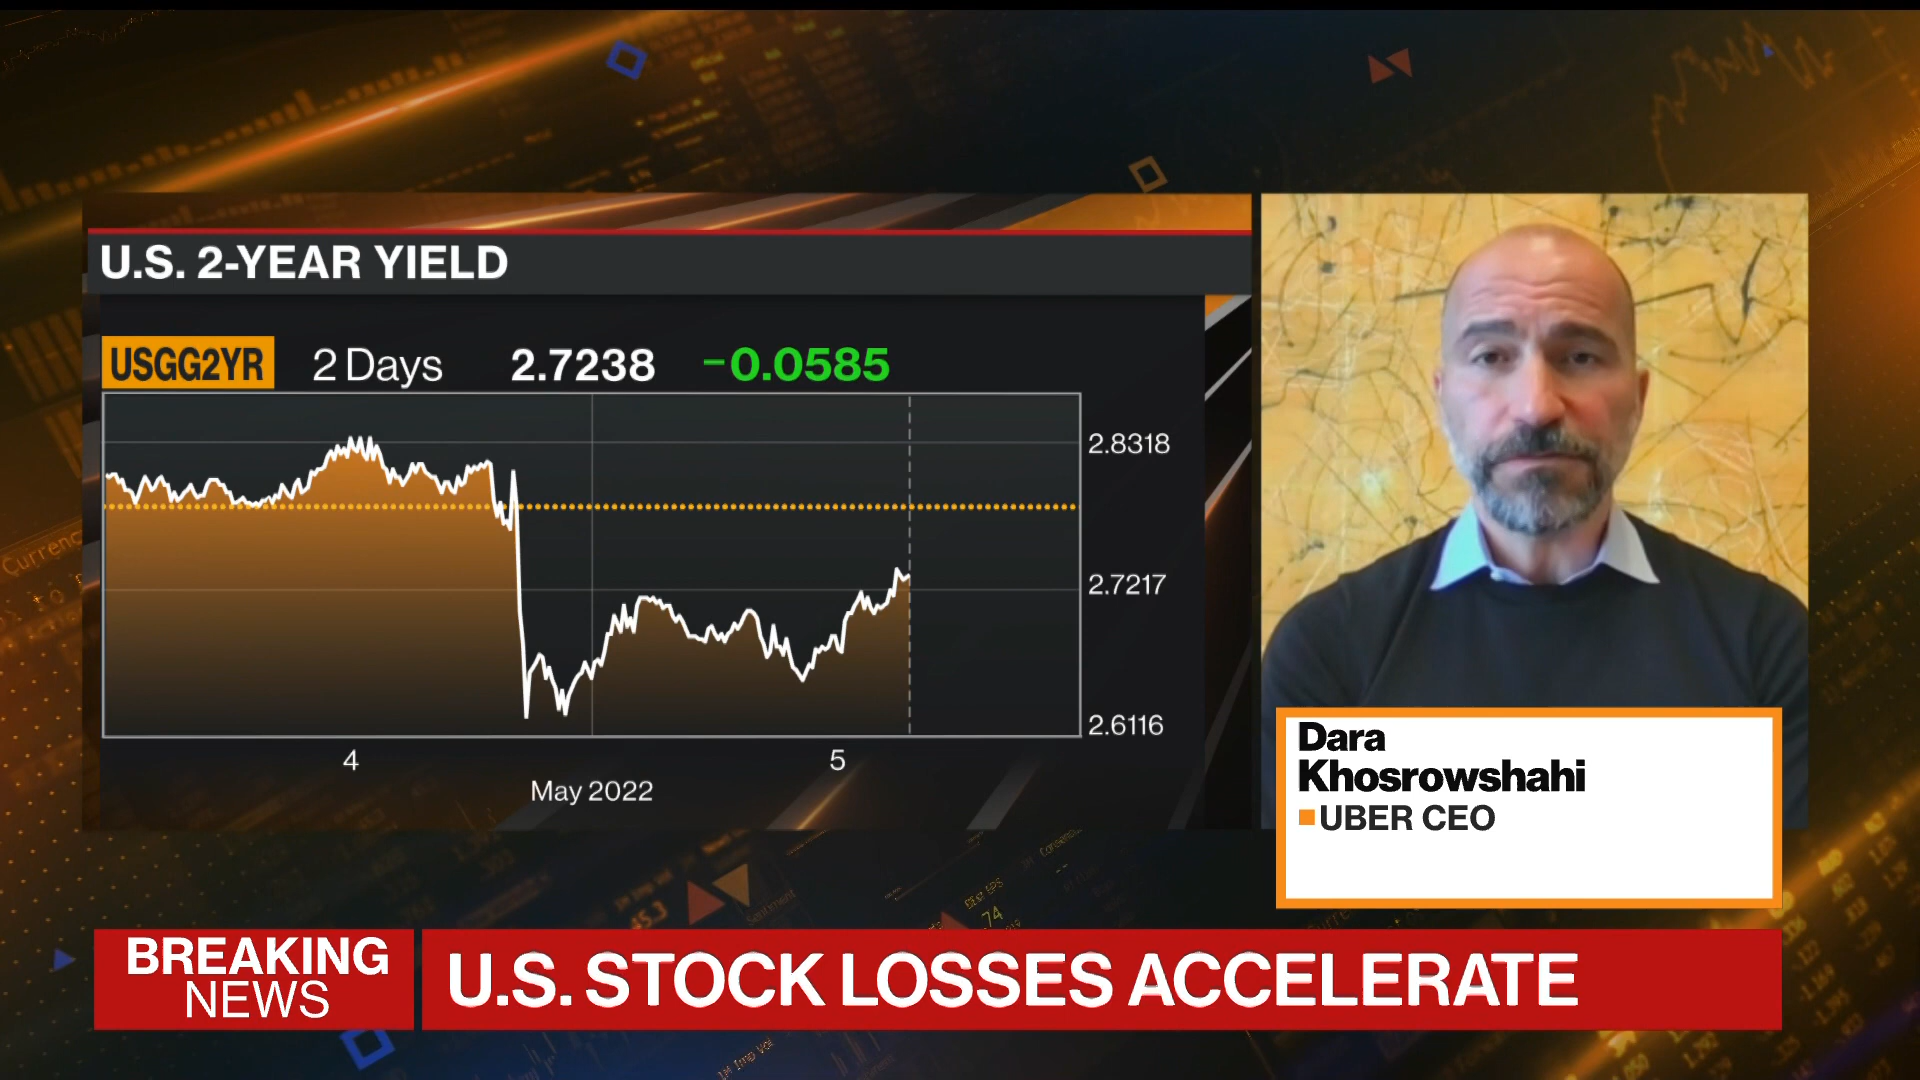 U.S. 2-YEAR YIELD
USGG2YR 2 Days 2.7238 -0.0585
2.8318
2.7217
2.6116
4 5
May 2022
Dara
Khosrowshahi
UBER CEO
BREAKING
NEWS
U.S. STOCK LOSSES ACCELERATE